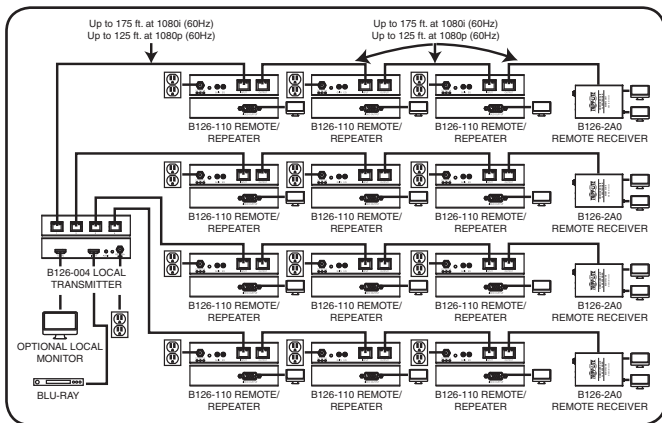 Up to 175 ft. at 1080i (60Hz)
Up to 125 ft. at 1080p (60Hz)
Up to 175 ft. at 1080i (60Hz)
Up to 125 ft. at 1080p (60Hz)
B126-110 REMOTE/
REPEATER
B126-110 REMOTE/
REPEATER
B126-110 REMOTE/
REPEATER
B126-2A0
REMOTE RECEIVER
B126-110 REMOTE/
REPEATER
B126-110 REMOTE/
REPEATER
B126-110 REMOTE/
REPEATER
B126-2A0
REMOTE RECEIVER
B126-004 LOCAL
TRANSMITTER
B126-110 REMOTE/
REPEATER
B126-110 REMOTE/
REPEATER
B126-110 REMOTE/
REPEATER
B126-2A0
REMOTE RECEIVER
OPTIONAL LOCAL
MONITOR
BLU-RAY
B126-110 REMOTE/
REPEATER
B126-110 REMOTE/
REPEATER
B126-110 REMOTE/
REPEATER
B126-2A0
REMOTE RECEIVER